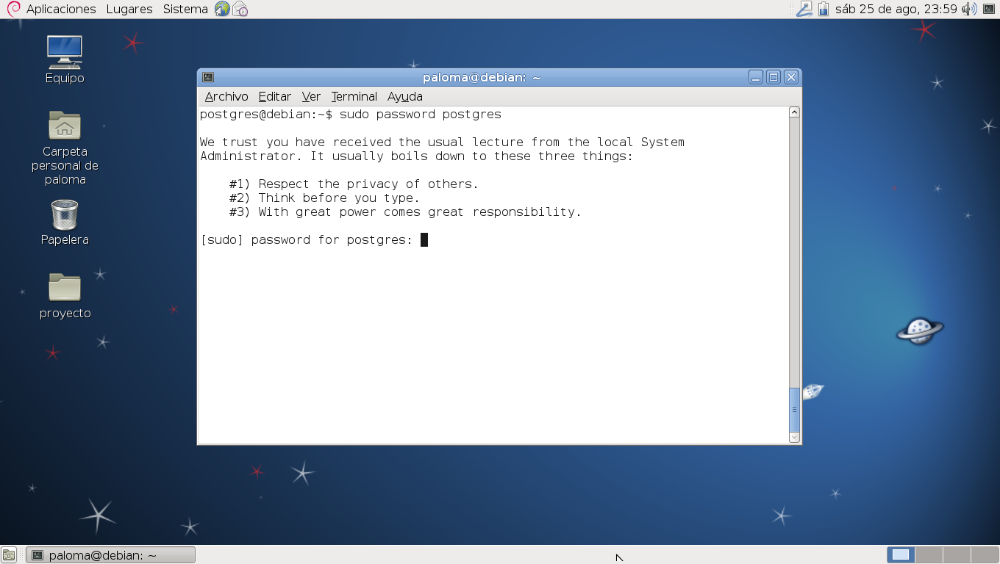 Aplicaciones Lugares Sistema sáb 25 de ago, 23:59
Equipo
Carpeta
personal de
paloma
Papelera
proyecto
paloma@debian: ~
Archivo Editar Ver Terminal Ayuda
postgres@debian:~$ sudo password postgres
We trust you have received the usual lecture from the local System
Administrator. It usually boils down to these three things:
#1) Respect the privacy of others.
#2) Think before you type.
#3) With great power comes great responsibility.
[sudo] password for postgres:
paloma@debian: ~